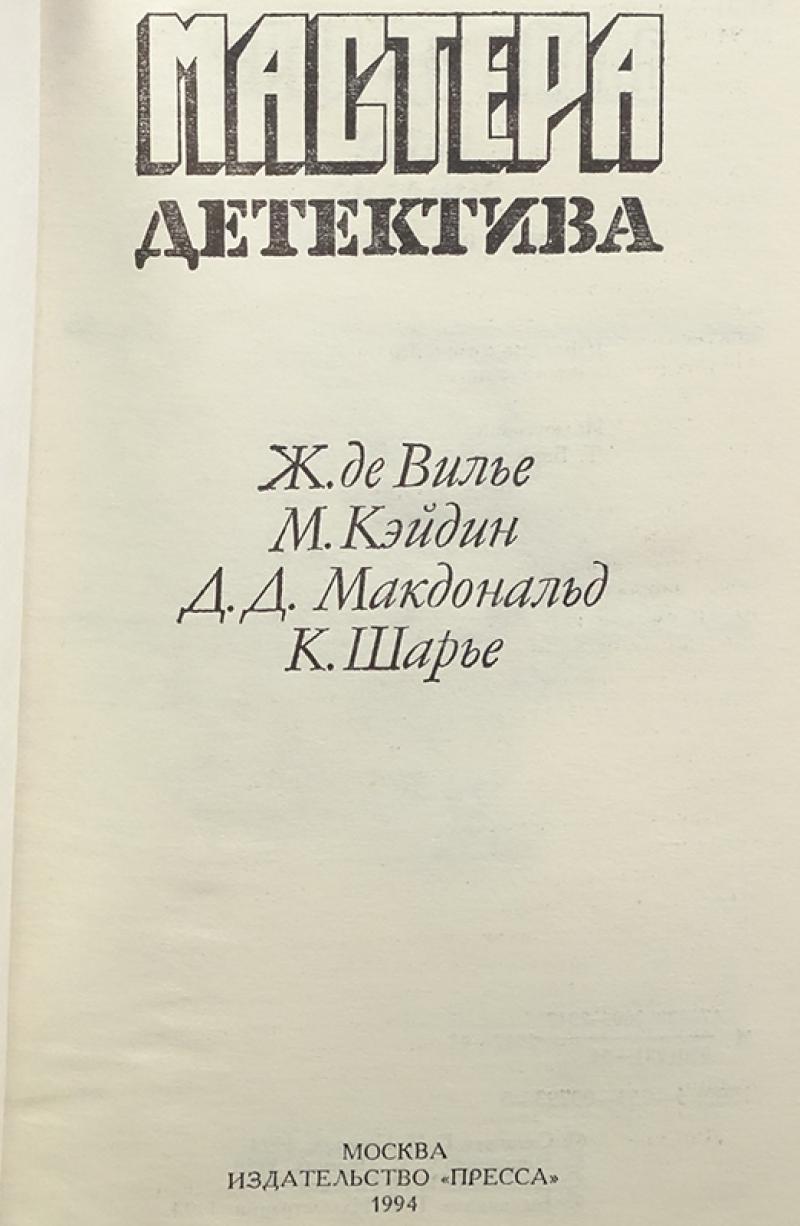 МАСТЕРА
ДЕТЕКТИВА
Ж. де Вилье
М. Кэйдин
Д. Д. Макдональд
К. Шарье
МОСКВА
ИЗДАТЕЛЬСТВО «ПРЕССА»
1994